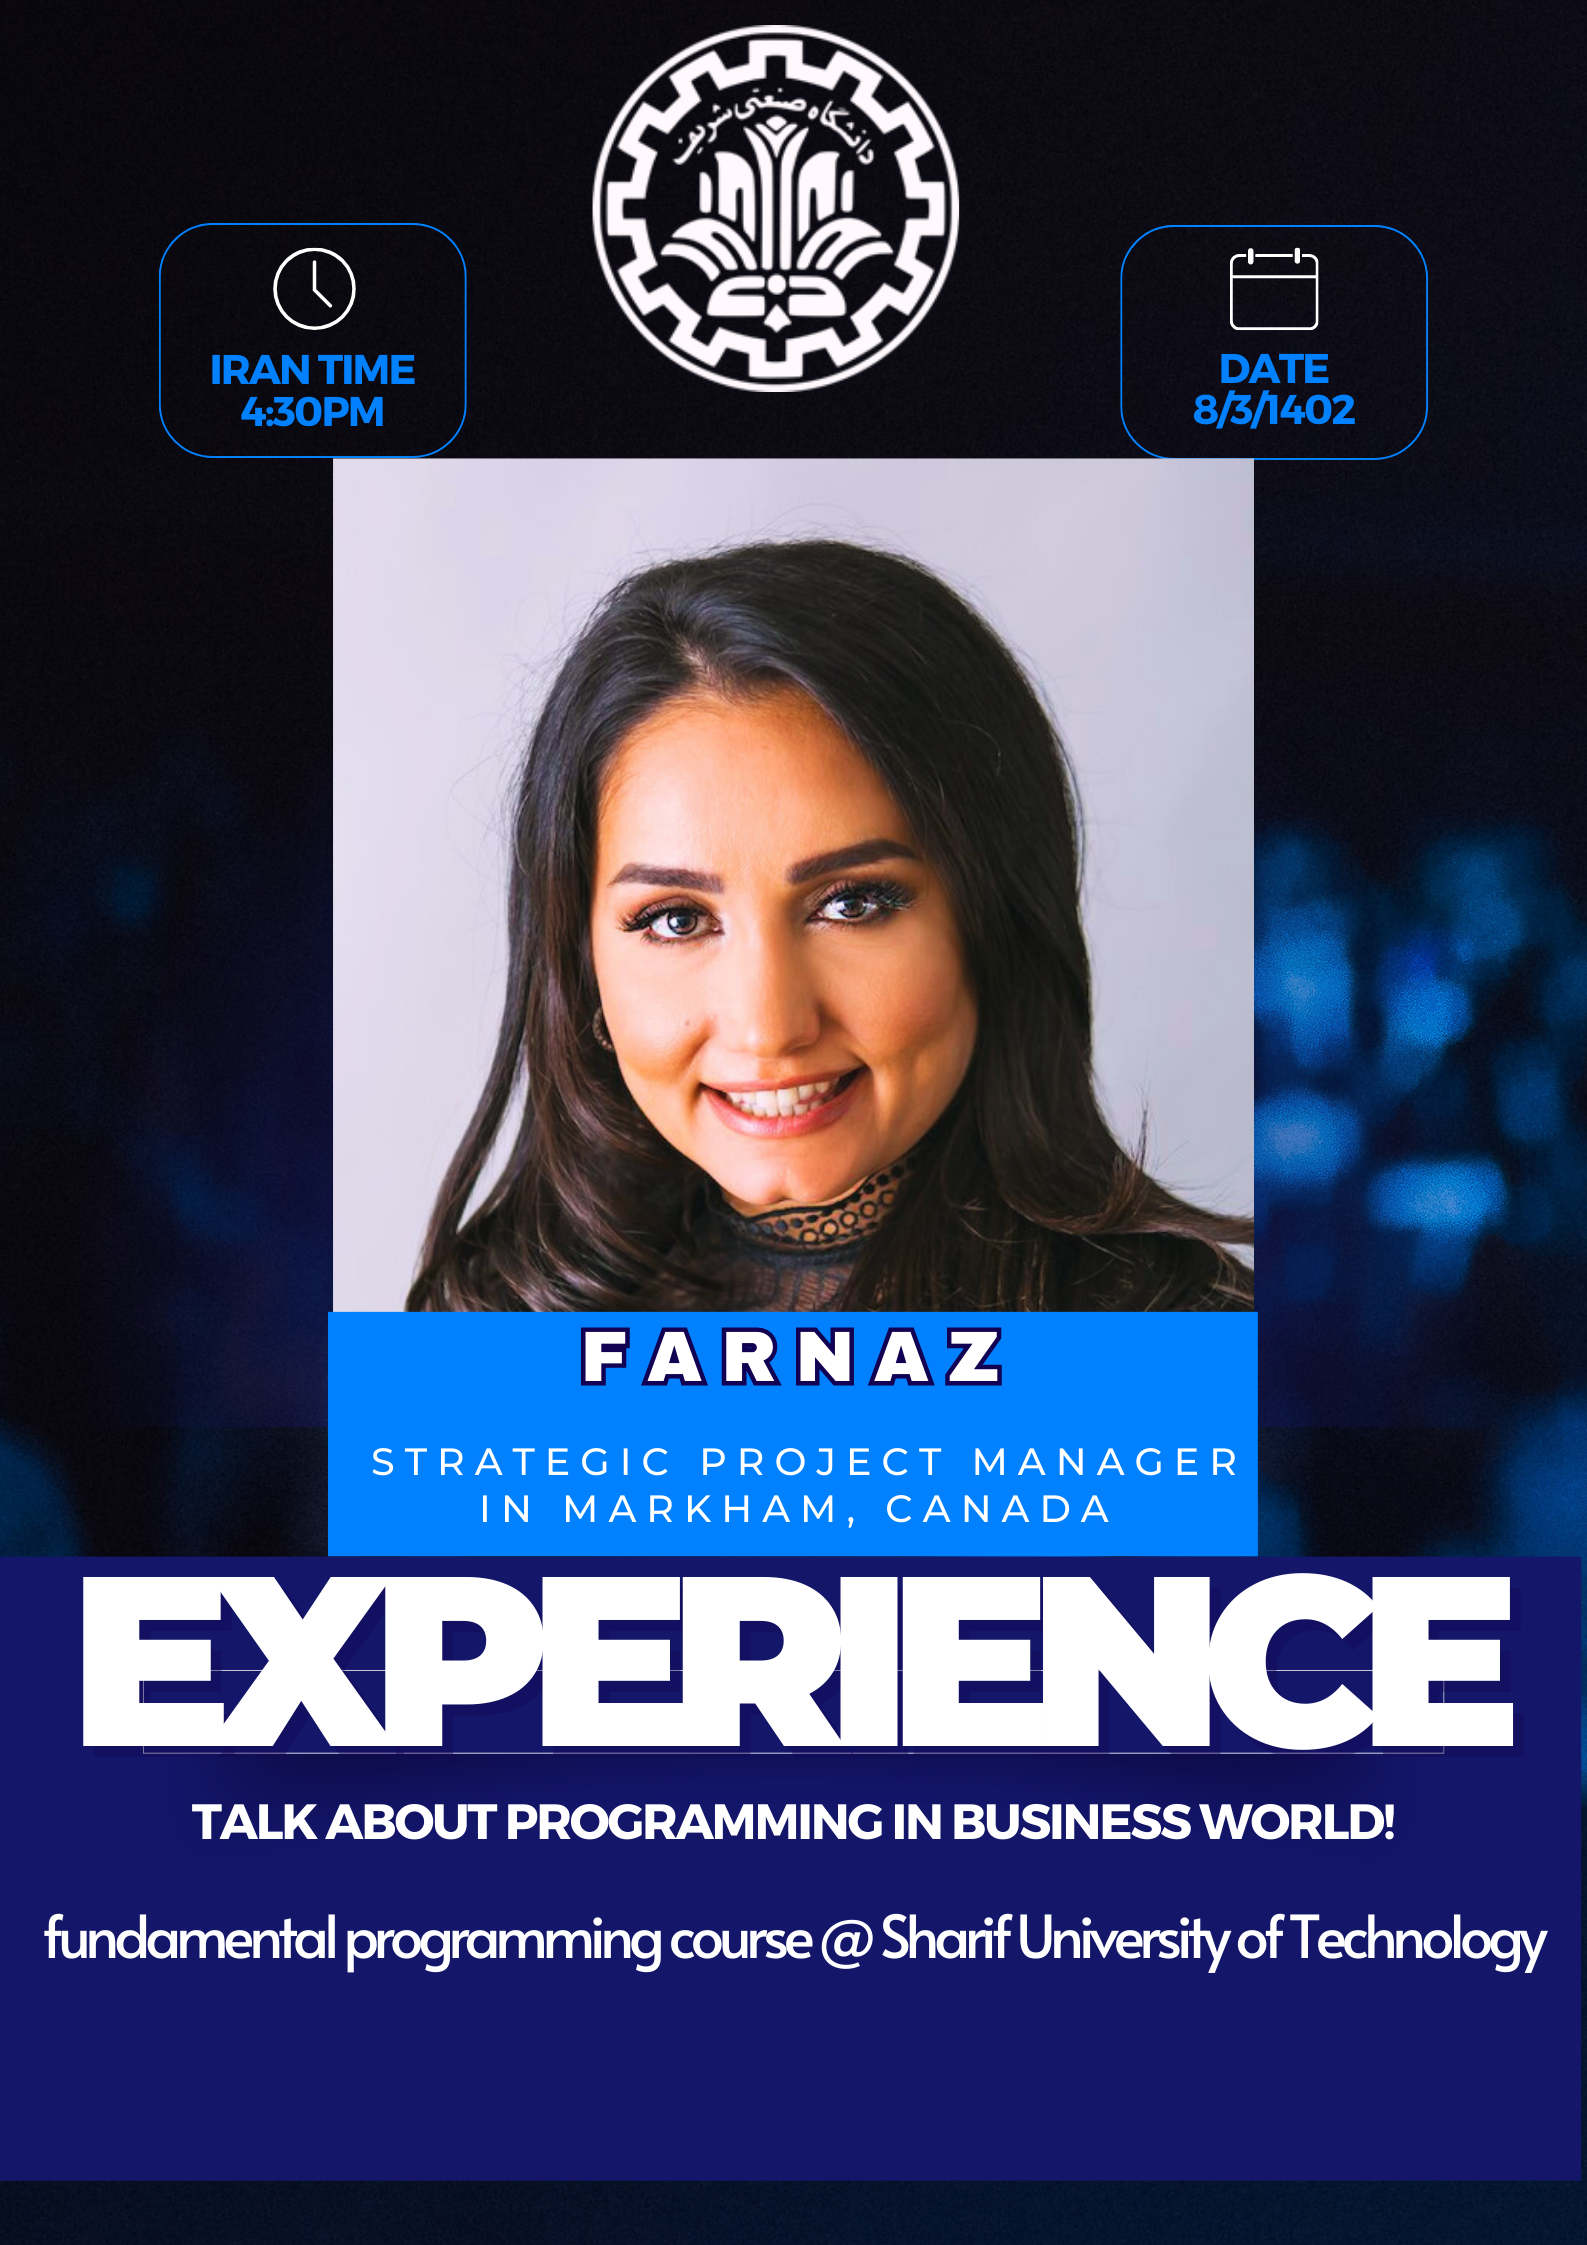 دانشگاه صنعتی شریف
IRAN TIME
4:30PM
DATE
8/3/1402
FARNAZ
STRATEGIC PROJECT MANAGER
IN MARKHAM, CANADA
EXPERIENCE
TALK ABOUT PROGRAMMING IN BUSINESS WORLD!
fundamental programming course @ Sharif University of Technology